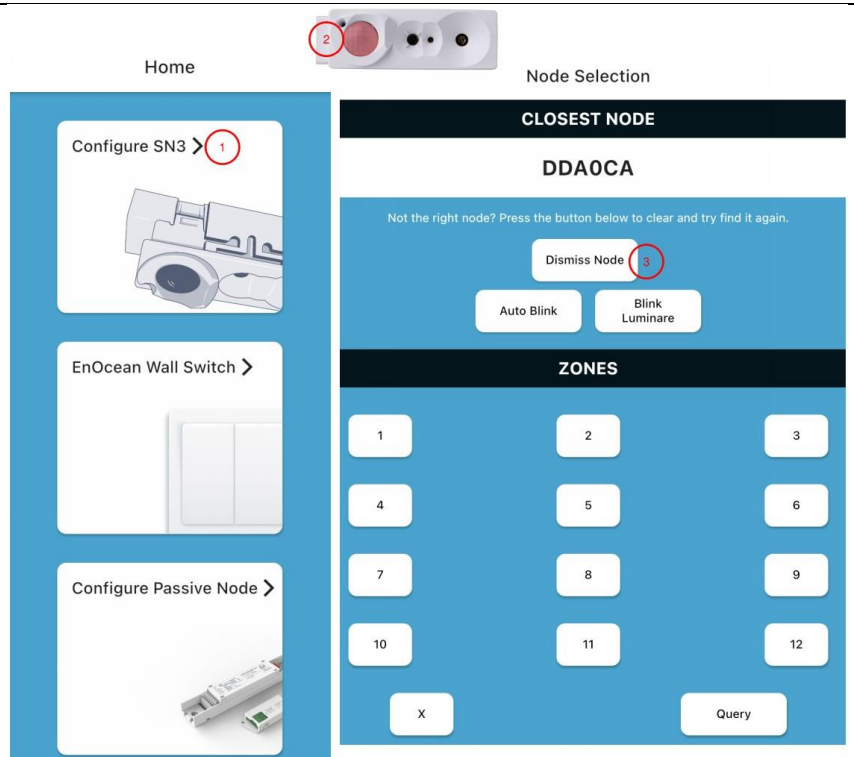 Home
Configure SN3
1
EnOcean Wall Switch
Configure Passive Node
2
Node Selection
CLOSEST NODE
DDA0CA
Not the right node? Press the button below to clear and try find it again.
Dismiss Node
3
Auto Blink
Blink
Luminare
ZONES
1 2 3
4 5 6
7 8 9
10 11 12
X Query